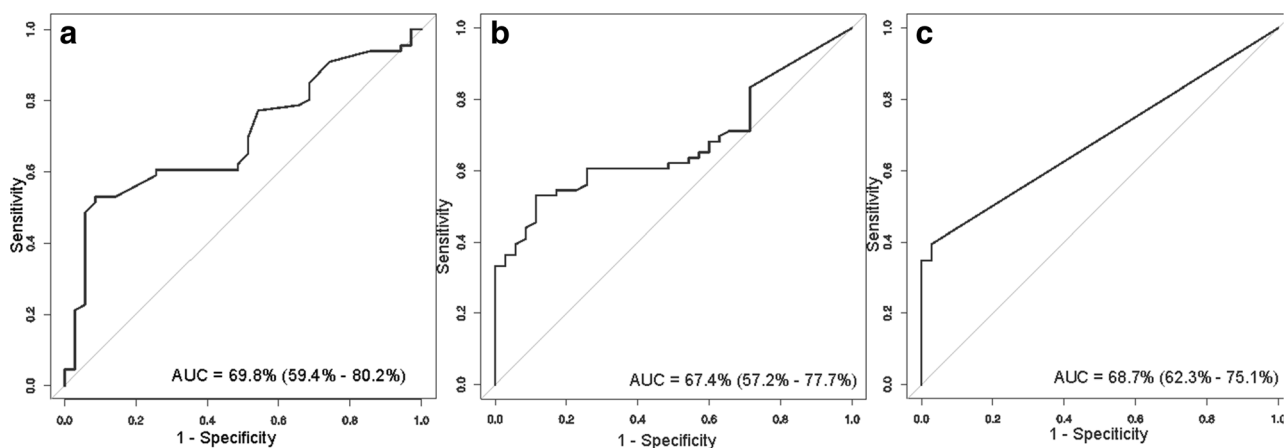 a
1.0
0.8
0.6
0.4
0.2
0.0
Sensitivity
AUC = 69.8% (59.4% - 80.2%)
0.0 0.2 0.4 0.6 0.8 1.0
1 - Specificity
b
1.0
0.8
0.6
0.4
0.2
0.0
Sensitivity
AUC = 67.4% (57.2% - 77.7%)
0.0 0.2 0.4 0.6 0.8 1.0
1 - Specificity
c
1.0
0.8
0.6
0.4
0.2
0.0
Sensitivity
AUC = 68.7% (62.3% - 75.1%)
0.0 0.2 0.4 0.6 0.8 1.0
1 - Specificity